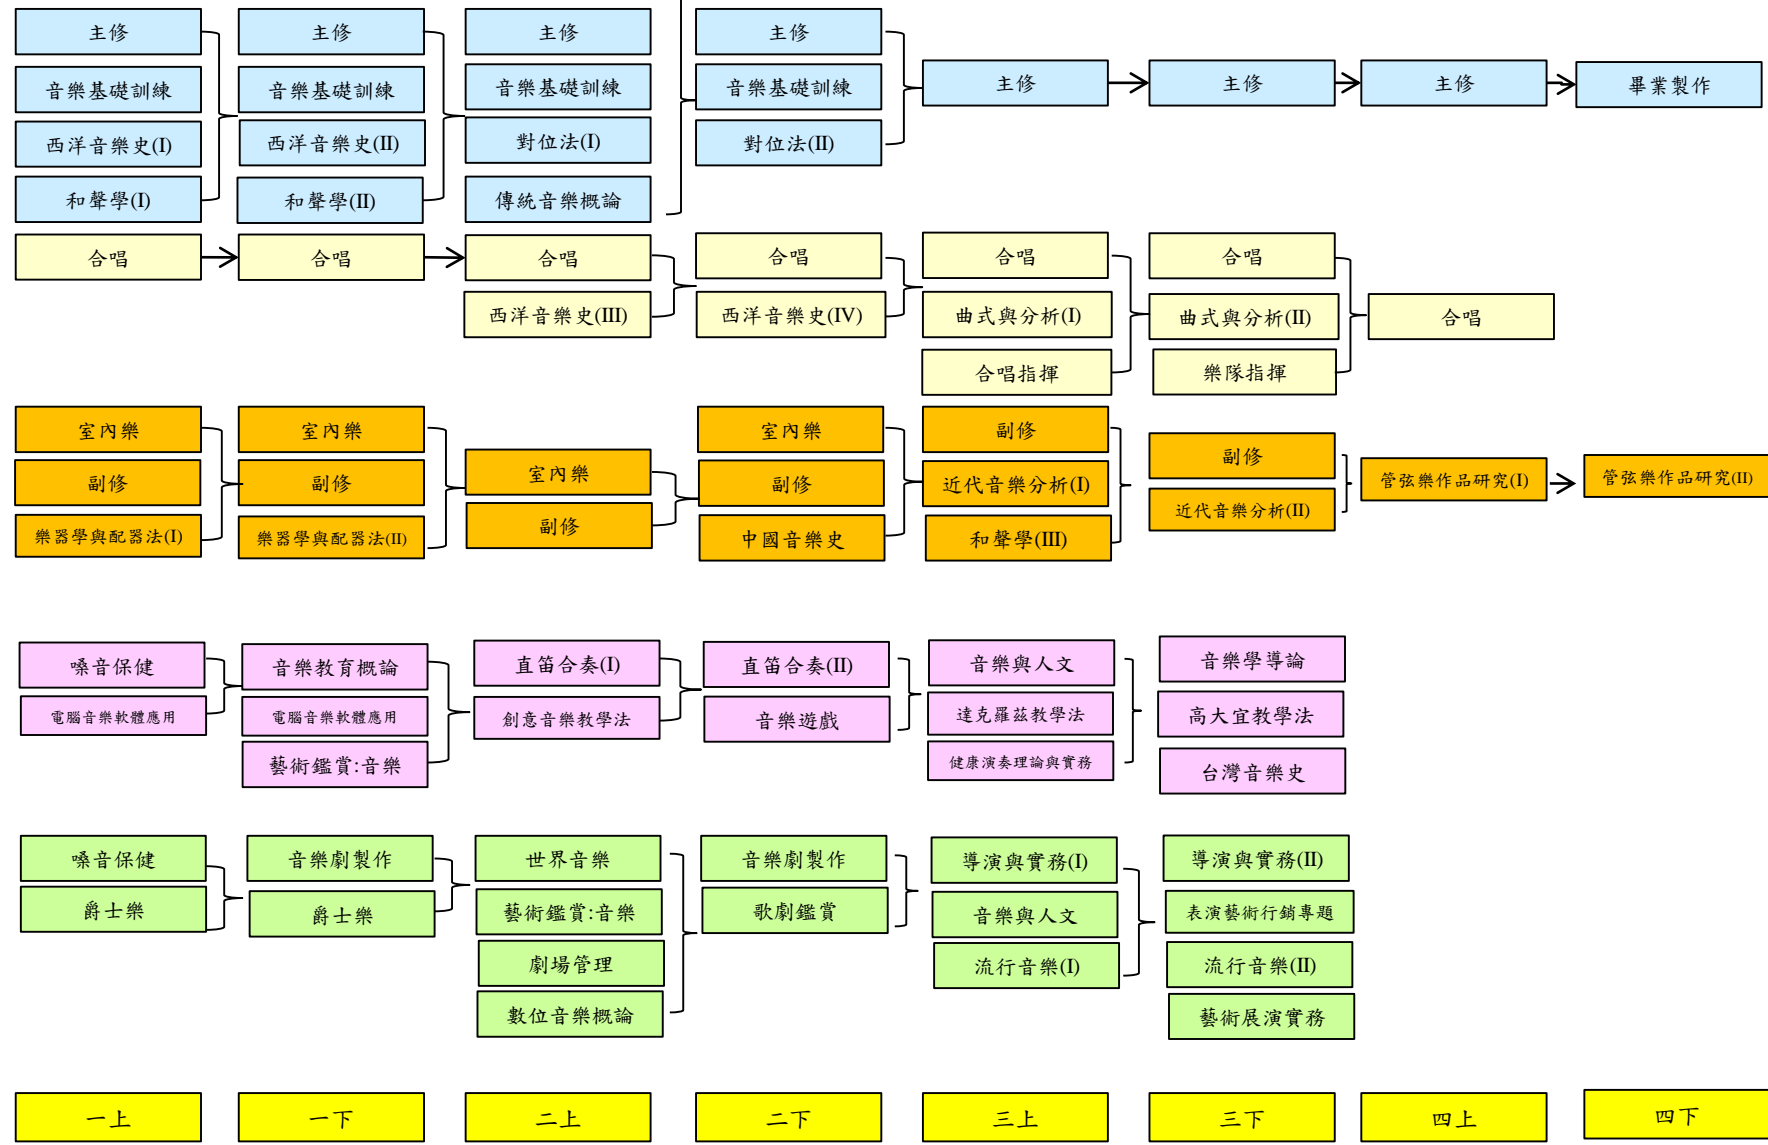 主修
主修
主修
主修
主修
主修
主修
畢業製作
音樂基礎訓練
音樂基礎訓練
音樂基礎訓練
音樂基礎訓練
西洋音樂史(I)
西洋音樂史(II)
對位法(I)
對位法(II)
和聲學(I)
和聲學(II)
傳統音樂概論
合唱
合唱
合唱
合唱
合唱
合唱
西洋音樂史(III)
西洋音樂史(IV)
曲式與分析(I)
曲式與分析(II)
合唱
合唱指揮
樂隊指揮
室內樂
室內樂
室內樂
室內樂
副修
副修
副修
副修
近代音樂分析(I)
管弦樂作品研究(I)
管弦樂作品研究(II)
樂器學與配器法(I)
樂器學與配器法(II)
副修
中國音樂史
和聲學(III)
近代音樂分析(II)
嗓音保健
音樂教育概論
直笛合奏(I)
直笛合奏(II)
音樂與人文
音樂學導論
電腦音樂軟體應用
電腦音樂軟體應用
創意音樂教學法
音樂遊戲
達克羅茲教學法
高大宜教學法
藝術鑑賞:音樂
健康演奏理論與實務
台灣音樂史
嗓音保健
音樂劇製作
世界音樂
音樂劇製作
導演與實務(I)
導演與實務(II)
爵士樂
爵士樂
藝術鑑賞:音樂
歌劇鑑賞
音樂與人文
表演藝術行銷專題
劇場管理
流行音樂(I)
流行音樂(II)
數位音樂概論
藝術展演實務
一上
一下
二上
二下
三上
三下
四上
四下